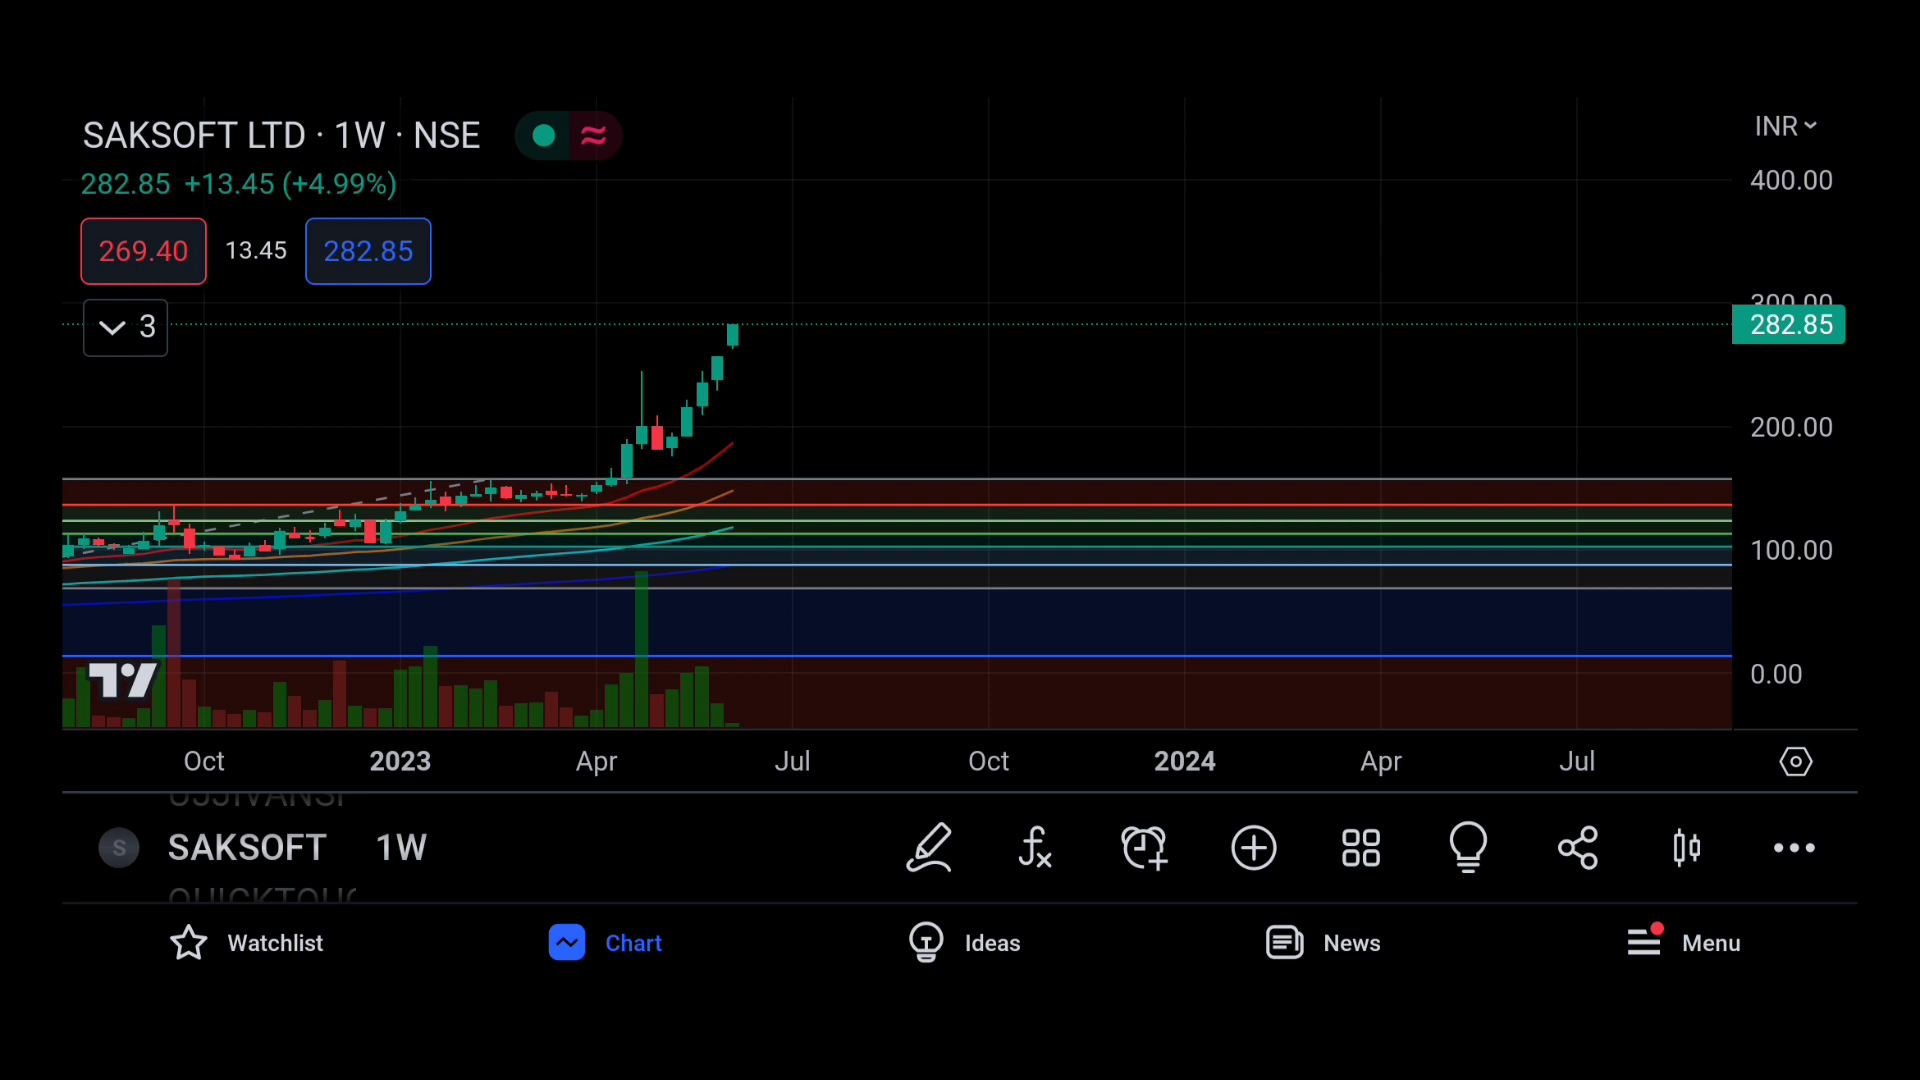 SAKSOFT LTD · 1W · NSE
INR
282.85 +13.45 (+4.99%)
400.00
269.40 13.45 282.85
300.00
3
282.85
200.00
100.00
0.00
Oct 2023 Apr Jul Oct 2024 Apr Jul
S SAKSOFT 1W
Watchlist Chart Ideas News Menu